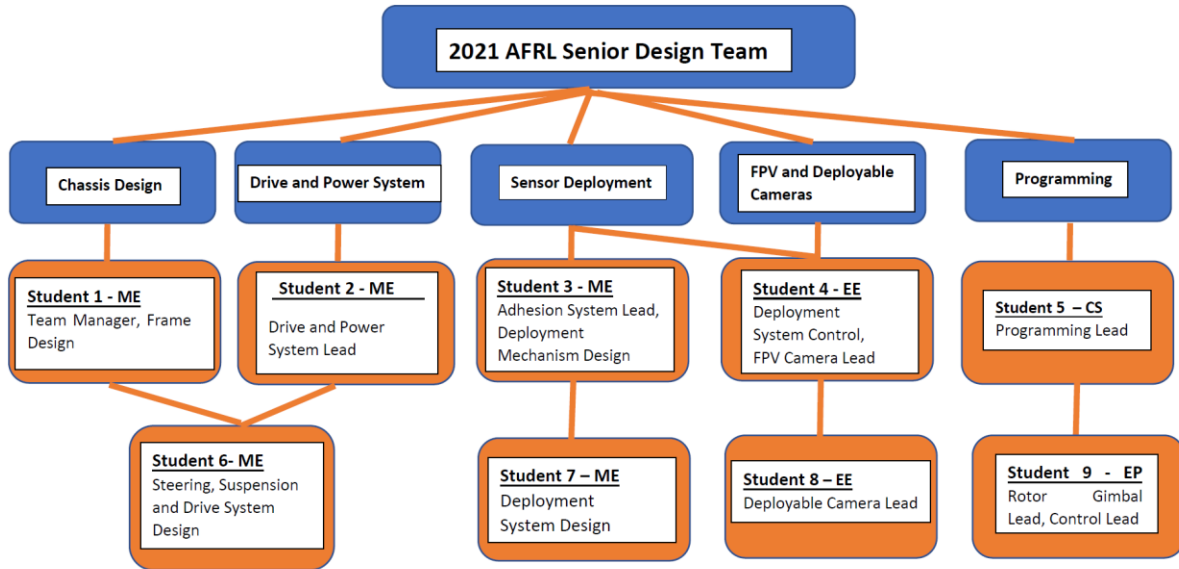 2021 AFRL Senior Design Team
Chassis Design
Drive and Power System
Sensor Deployment
FPV and Deployable
Cameras
Programming
Student 1 - ME
Team Manager, Frame
Design
Student 2 - ME
Drive and Power
System Lead
Student 3 - ME
Adhesion System Lead,
Deployment
Mechanism Design
Student 4 - EE
Deployment
System Control,
FPV Camera Lead
Student 5 – CS
Programming Lead
Student 6- ME
Steering, Suspension
and Drive System
Design
Student 7 – ME
Deployment
System Design
Student 8 – EE
Deployable Camera Lead
Student 9 - EP
Rotor Gimbal
Lead, Control Lead